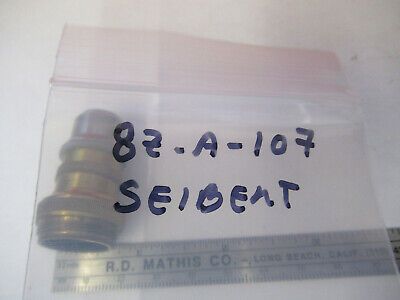 8Z-A-107
SEIBERT
R.D. MATHIS CO. LONG BEACH, CALIF.